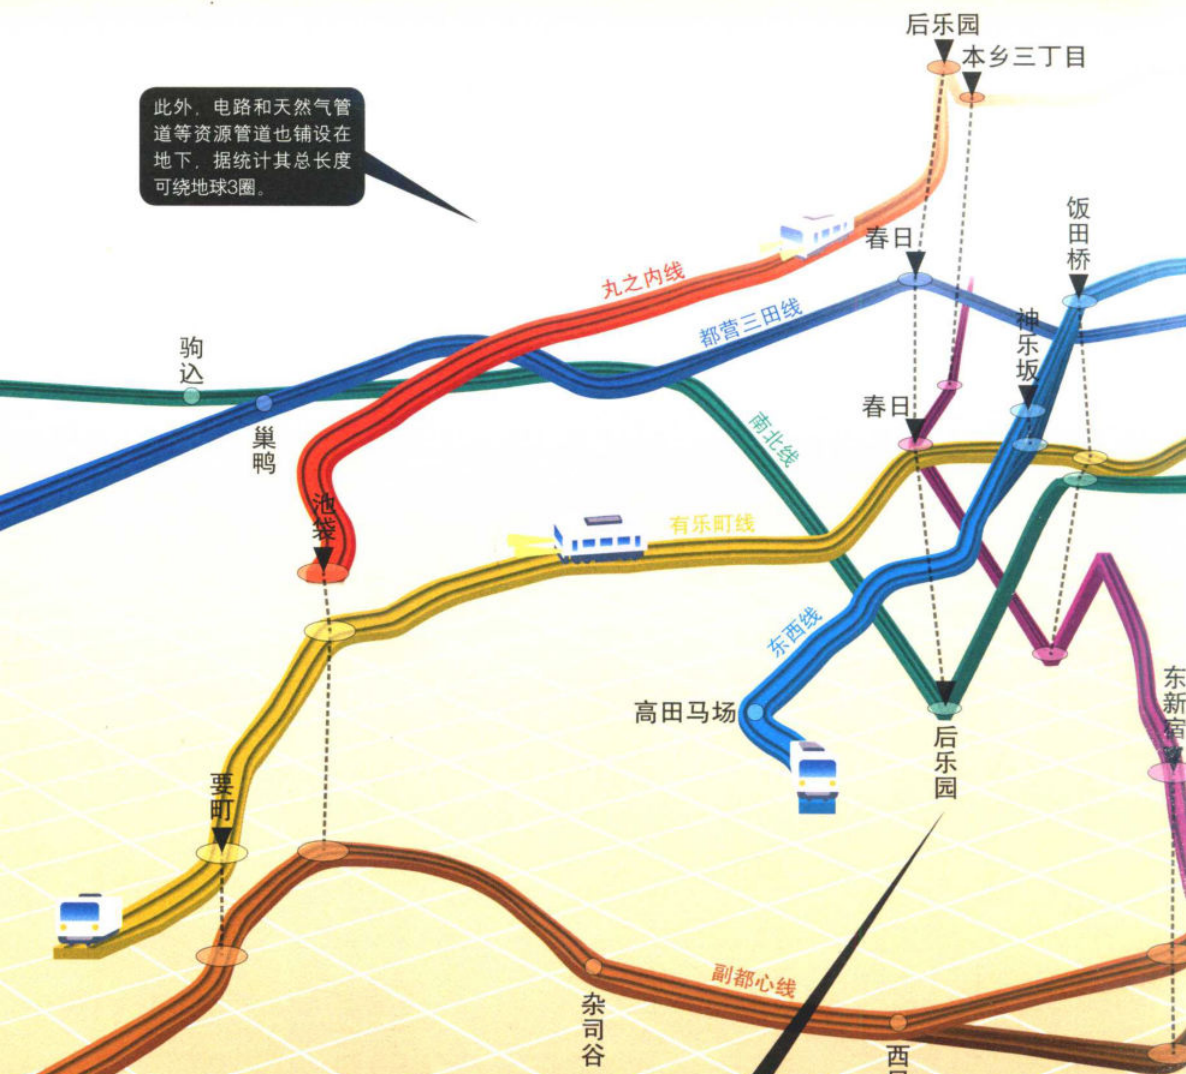 后乐园
本乡三丁目
此外，电路和天然气管
道等资源管道也铺设在
地下，据统计其总长度
可绕地球3圈。
饭田桥
春日
丸之内线
都营三田线
神乐坂
驹込
巢鸭
春日
南北线
池袋
有乐町线
东西线
高田马场
东新宿
后乐园
要町
副都心线
杂司谷
西